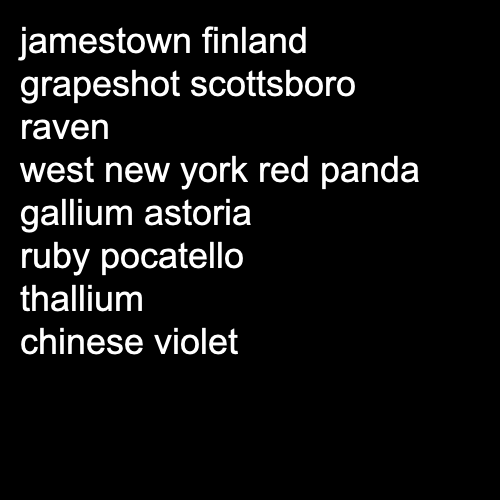 jamestown finland
grapeshot scottsboro
raven
west new york red panda
gallium astoria
ruby pocatello
thallium
chinese violet